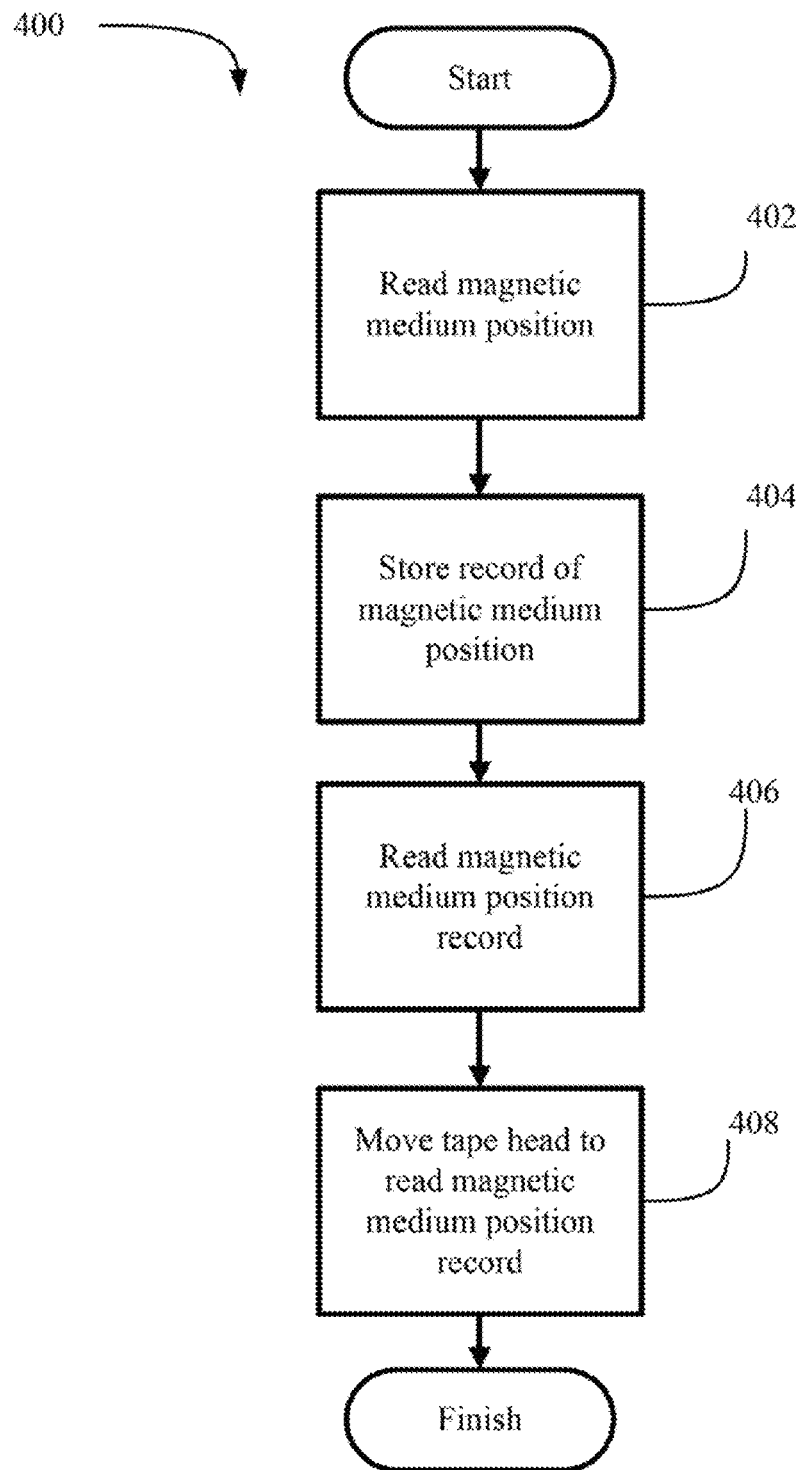 400
Start
402
Read magnetic
medium position
404
Store record of
magnetic medium
position
406
Read magnetic
medium position
record
408
Move tape head to
read magnetic
medium position
record
Finish